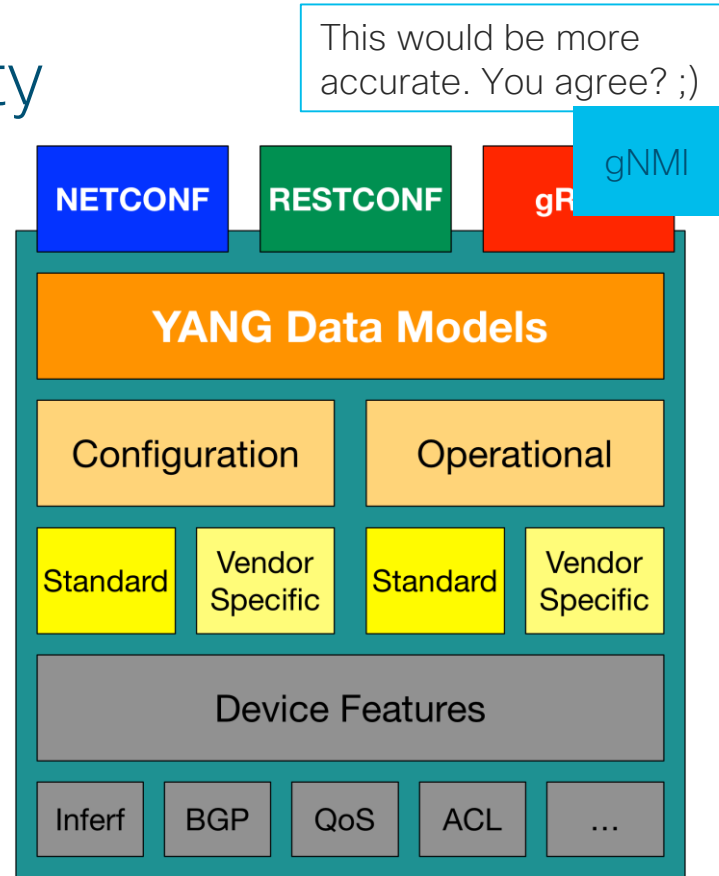 ty
This would be more
accurate. You agree? ;)
gNMI
NETCONF
RESTCONF
gR
YANG Data Models
Configuration
Operational
Standard
Vendor
Specific
Standard
Vendor
Specific
Device Features
Inferf
BGP
QoS
ACL
...